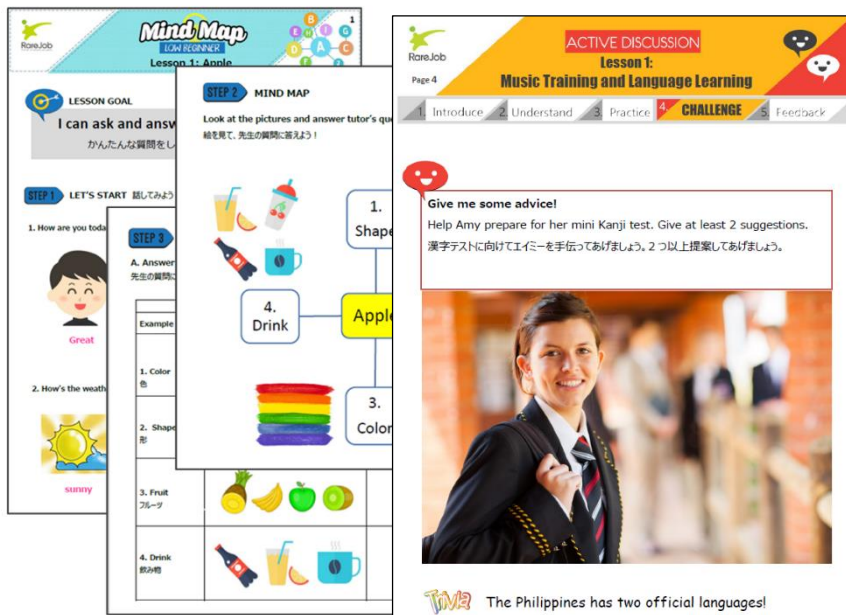 RareJob
Mind Map
LOW BEGINNER
Lesson 1: Apple
1
B
E
H
I
G
D
A
C
F
J
LESSON GOAL
I can ask and answ
かんたんな質問をし
STEP 1 LET'S START 話してみよう
1. How are you toda
Great
2. How's the weath
sunny
STEP 3
A. Answer
先生の質問に
Example
1. Color
色
2. Shape
形
3. Fruit
フルーツ
4. Drink
飲み物
STEP 2 MIND MAP
Look at the pictures and answer tutor's que
絵を見て、先生の質問に答えよう!
1.
Shape
4.
Drink
Apple
3.
Color
RareJob
Page 4
ACTIVE DISCUSSION
Lesson 1:
Music Training and Language Learning
1. Introduce 2. Understand 3. Practice 4. CHALLENGE 5. Feedback
Give me some advice!
Help Amy prepare for her mini Kanji test. Give at least 2 suggestions.
漢字テストに向けてエイミーを手伝ってあげましょう。2つ以上提案してあげましょう。
Trivia The Philippines has two official languages!